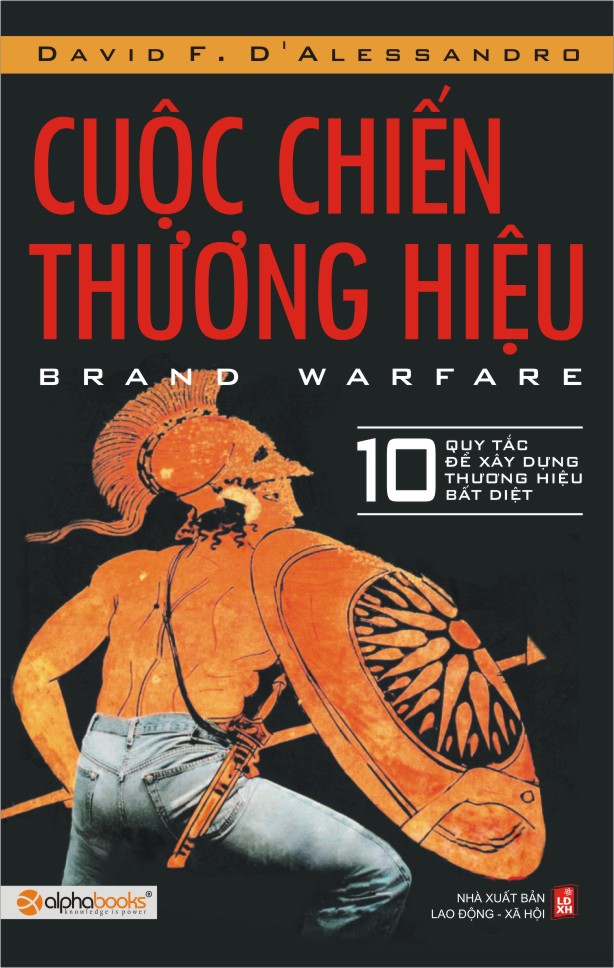 DAVID F. D'ALESSANDRO
CUỘC CHIẾN
THƯƠNG HIỆU
BRAND WARFARE
10
QUY TẮC
ĐỂ XÂY DỰNG
THƯƠNG HIỆU
BẤT DIỆT
alphabooks®
knowledge is power
NHÀ XUẤT BẢN
LAO ĐỘNG - XÃ HỘI
LĐ
XH